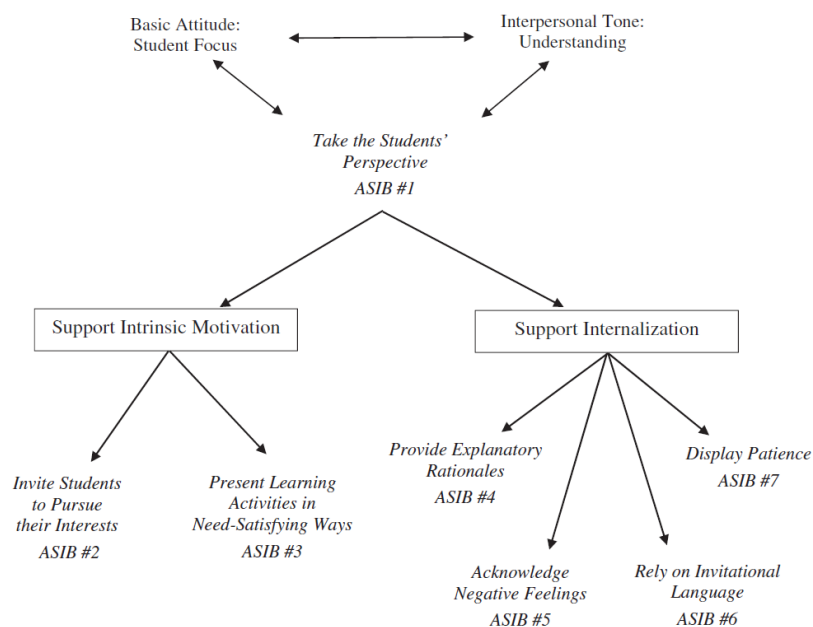 Basic Attitude:
Student Focus
Interpersonal Tone:
Understanding
Take the Students'
Perspective
ASIB #1
Support Intrinsic Motivation
Support Internalization
Invite Students
to Pursue
their Interests
ASIB #2
Present Learning
Activities in
Need-Satisfying Ways
ASIB #3
Provide Explanatory
Rationales
ASIB #4
Acknowledge
Negative Feelings
ASIB #5
Rely on Invitational
Language
ASIB #6
Display Patience
ASIB #7